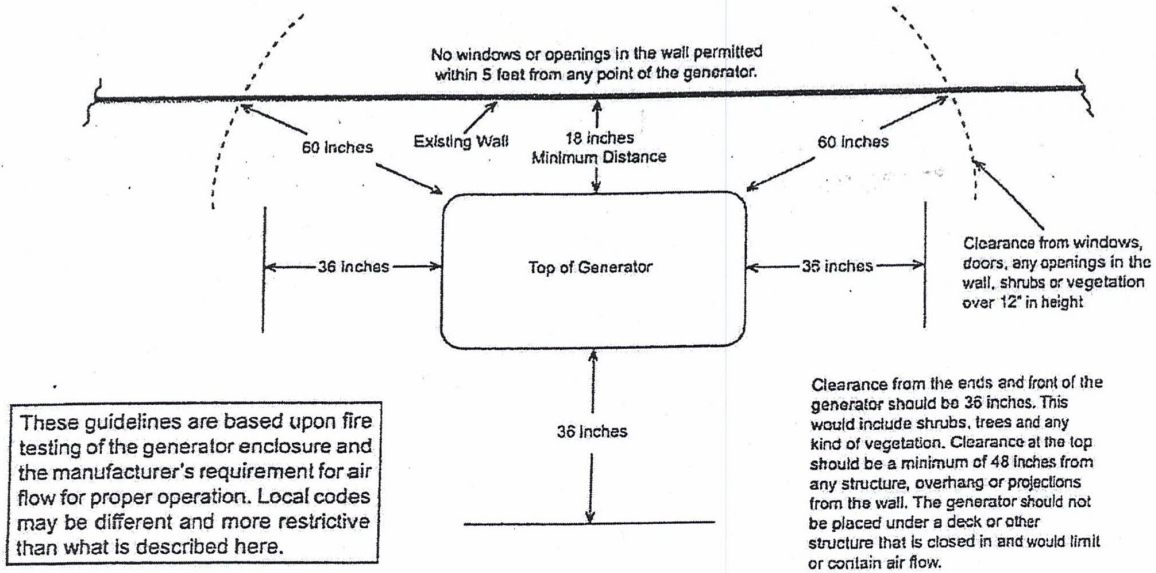 No windows or openings in the wall permitted
within 5 feet from any point of the generator.
60 inches
Existing Wall
18 inches
Minimum Distance
60 inches
36 inches
Top of Generator
36 inches
Clearance from windows,
doors, any openings in the
wall, shrubs or vegetation
over 12" in height
36 inches
These guidelines are based upon fire
testing of the generator enclosure and
the manufacturer's requirement for air
flow for proper operation. Local codes
may be different and more restrictive
than what is described here.
Clearance from the ends and front of the
generator should be 36 inches. This
would include shrubs, trees and any
kind of vegetation. Clearance at the top
should be a minimum of 48 inches from
any structure, overhang or projections
from the wall. The generator should not
be placed under a deck or other
structure that is closed in and would limit
or contain air flow.